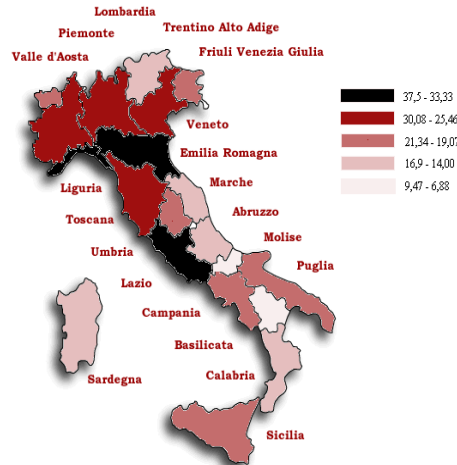 Lombardia
Trentino Alto Adige
Piemonte
Friuli Venezia Giulia
Valle d'Aosta
37,5 - 33,33
30,08 - 25,46
Veneto
21,34 - 19,07
Emilia Romagna
16,9 - 14,00
Marche
9,47 - 6,88
Liguria
Abruzzo
Toscana
Molise
Umbria
Puglia
Lazio
Campania
Basilicata
Calabria
Sardegna
Sicilia